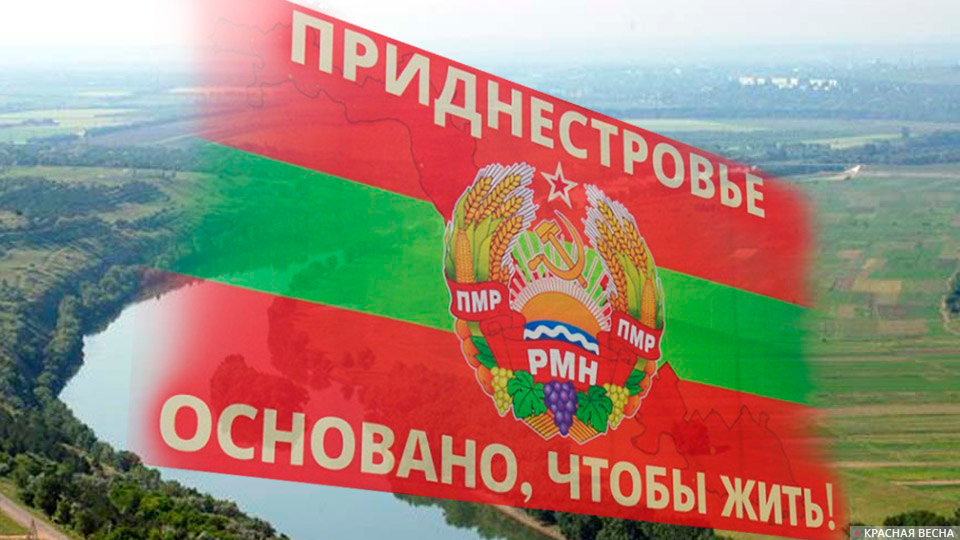 ПРИДНЕСТРОВЬЕ
ПМР
ПМР
РМН
ОСНОВАНО, ЧТОБЫ ЖИТЬ!
КРАСНАЯ ВЕСНА